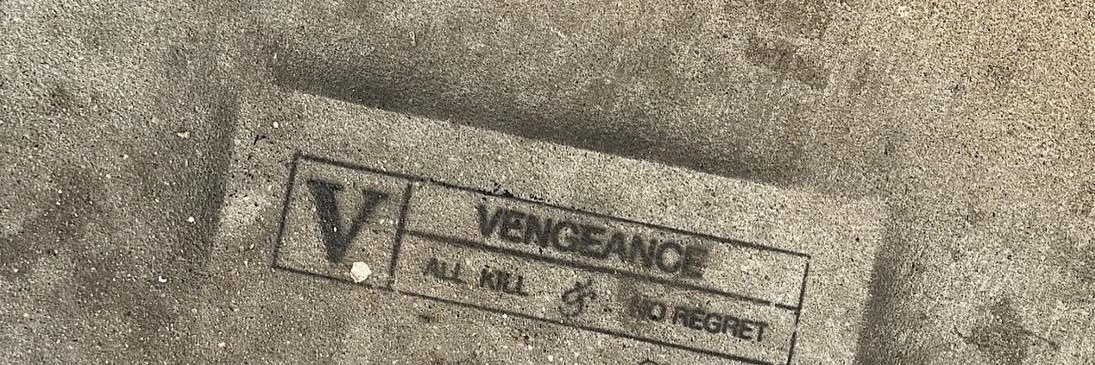 V
VENGEANCE
ALL KILL & NO REGRET